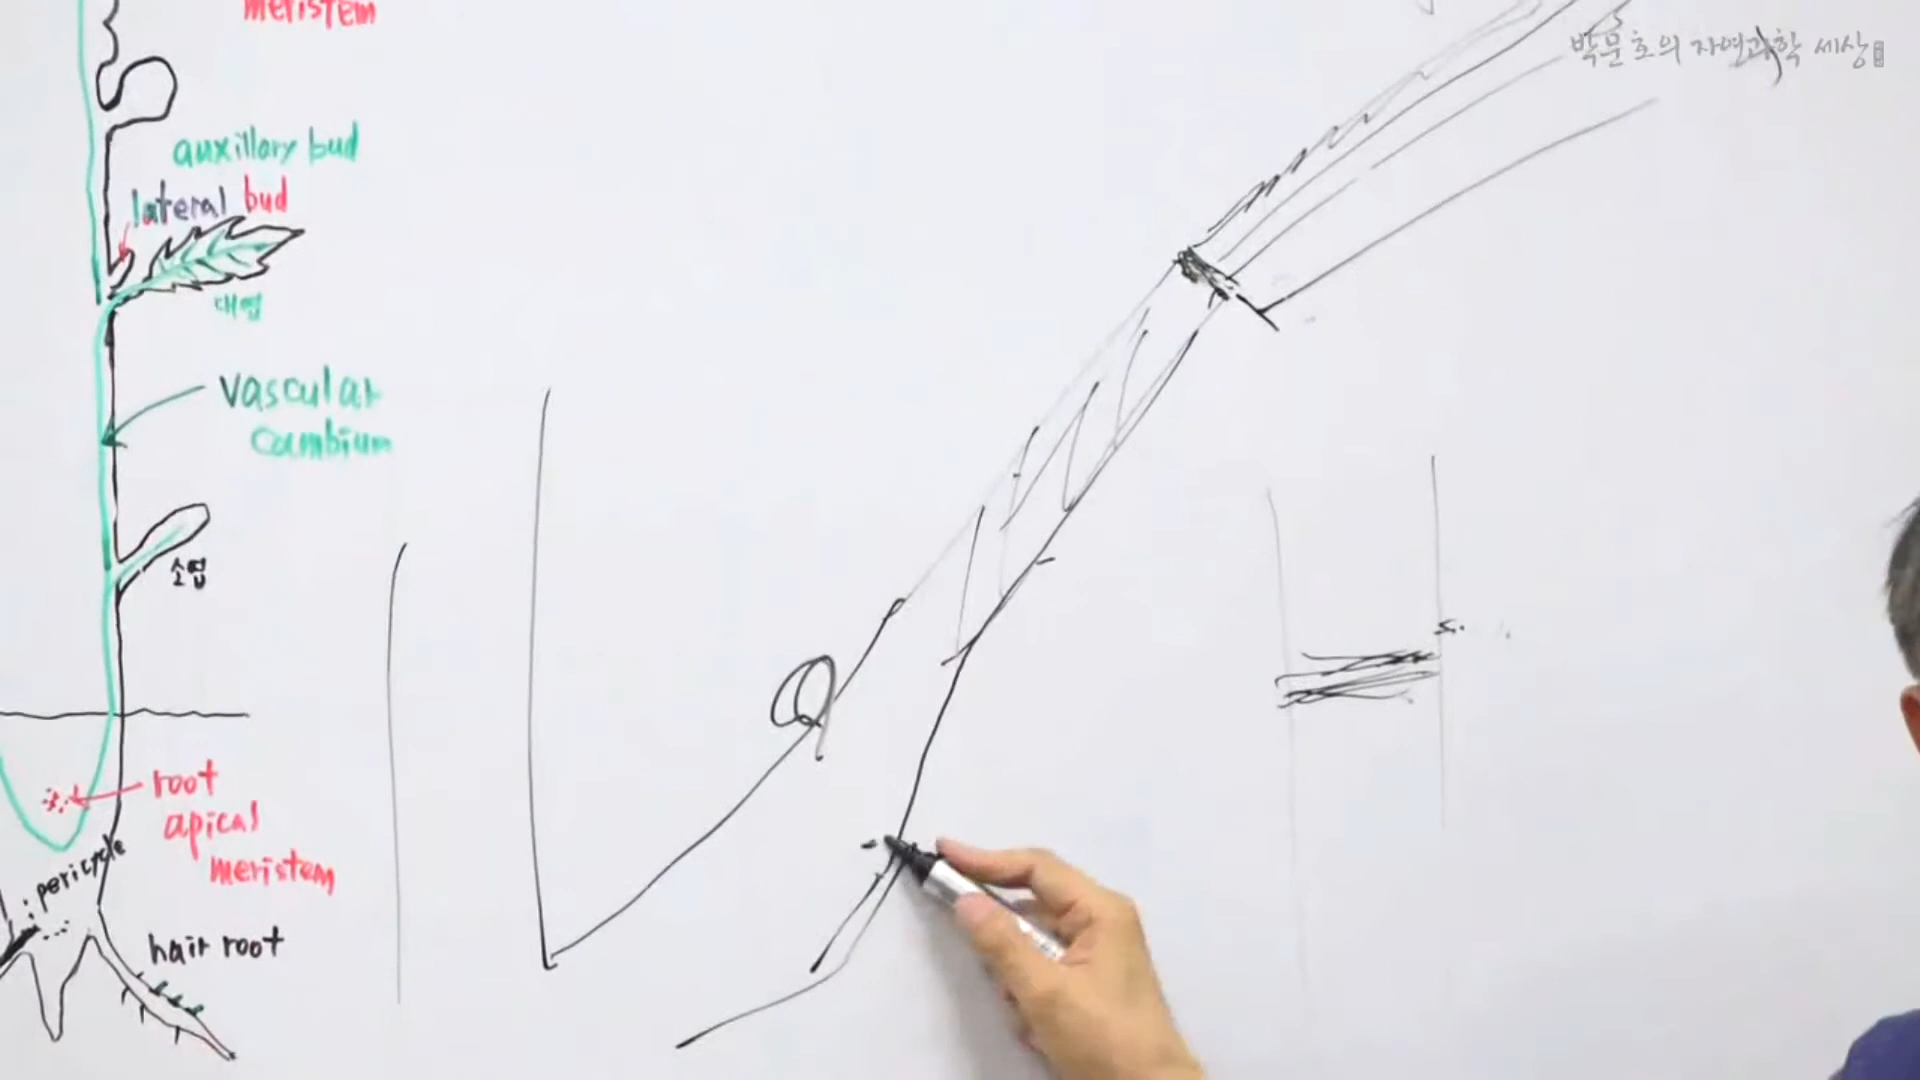 meristem
박문호의 자연과학 세상
auxillary bud
lateral bud
대엽
vascular
cambium
소엽
root
apical
meristem
pericycle
hair root